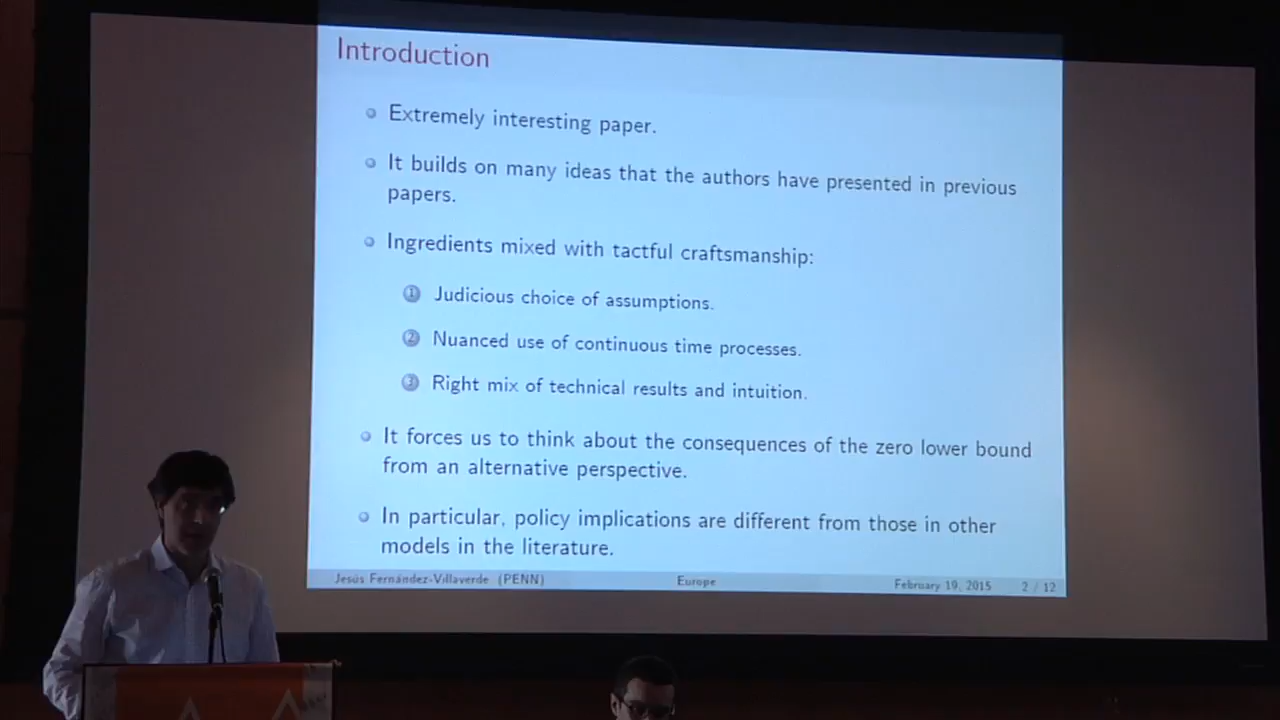 Introduction
Extremely interesting paper.
It builds on many ideas that the authors have presented in previous
papers.
Ingredients mixed with tactful craftsmanship:
1 Judicious choice of assumptions.
2 Nuanced use of continuous time processes.
3 Right mix of technical results and intuition.
It forces us to think about the consequences of the zero lower bound
from an alternative perspective.
In particular, policy implications are different from those in other
models in the literature.
Jesús Fernández-Villaverde (PENN) Europe February 19, 2015 2 / 12